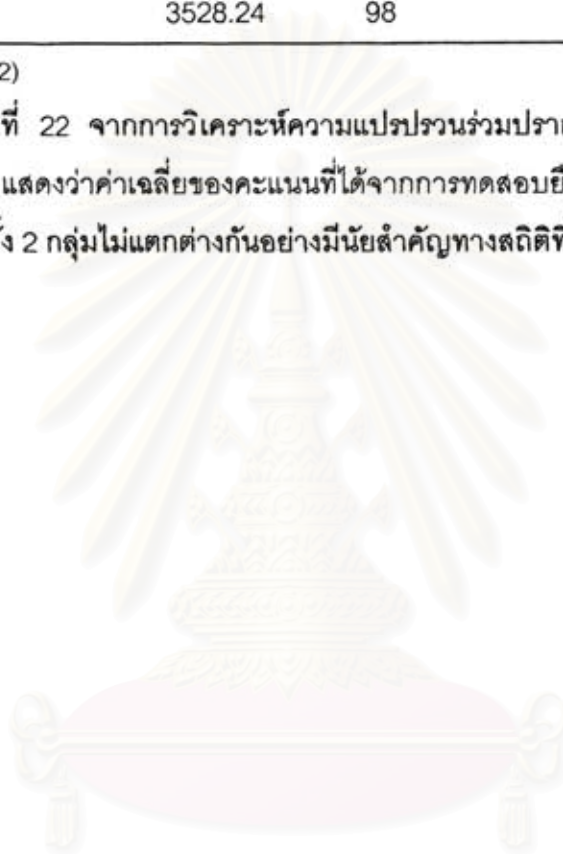 3528.24 98
2)
ที่ 22 จากการวิเคราะห์ความแปรปรวนร่วมปราก
แสดงว่าค่าเฉลี่ยของคะแนนที่ได้จากการทดสอบยื
ั้ง 2 กลุ่มไม่แตกต่างกันอย่างมีนัยสำคัญทางสถิติที